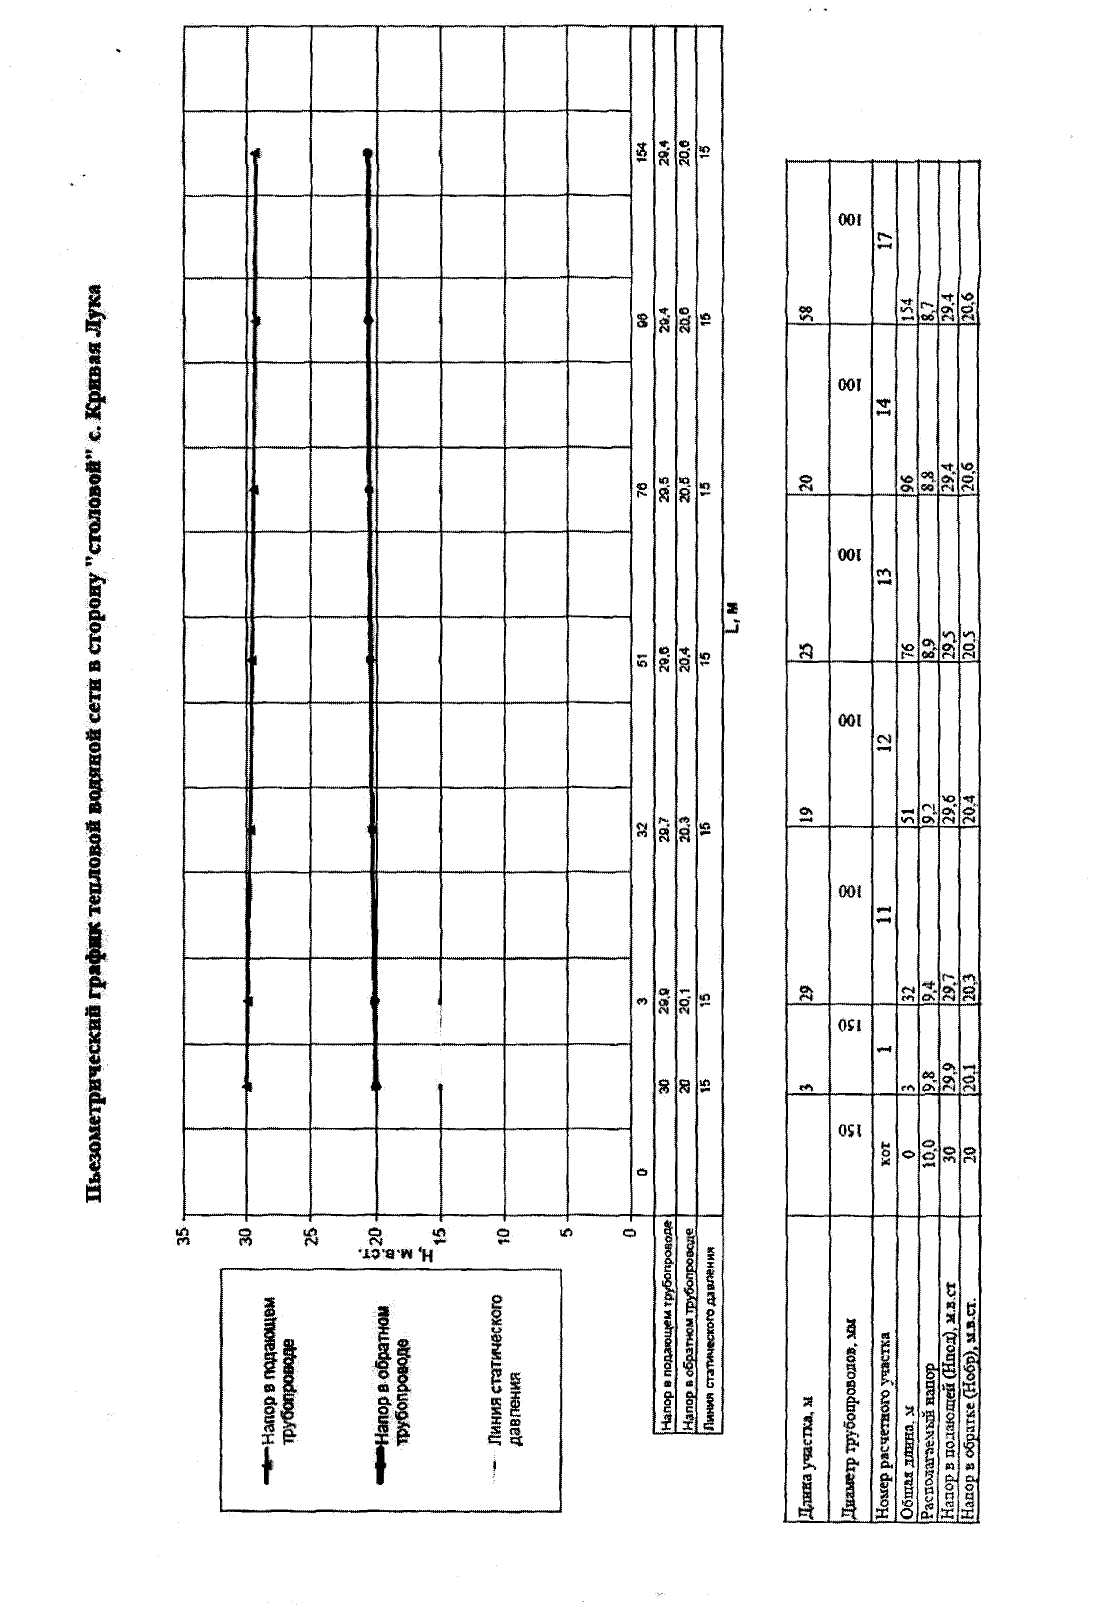 Пьезометрический график тепловой водяной сети в сторону "столовой" с. Кривая Лука
Напор в подающем
трубопроводе
Напор в обратном
трубопроводе
Линия статического
давления
Н, м.в.ст.
35
30
25
20
15
10
5
0
0 3 32 51 76 96 154
Напор в подающем трубопроводе 30 29,9 29,7 29,6 29,5 29,4 29,4
Напор в обратном трубопроводе 20 20,1 20,3 20,4 20,5 20,6 20,6
Линия статического давления 15 15 15 15 15 15 15
L, м
Длина участка, м 3 29 19 25 20 58
Диаметр трубопроводов, мм 150 150 100 100 100 100 100
Номер расчетного участка кот 1 11 12 13 14 17
Общая длина, м 0 3 32 51 76 96 154
Располагаемый напор 10,0 9,8 9,4 9,2 8,9 8,8 8,7
Напор в подающей (Нпод), м.в.ст 30 29,9 29,7 29,6 29,5 29,4 29,4
Напор в обратке (Нобр), м.в.ст. 20 20,1 20,3 20,4 20,5 20,6 20,6